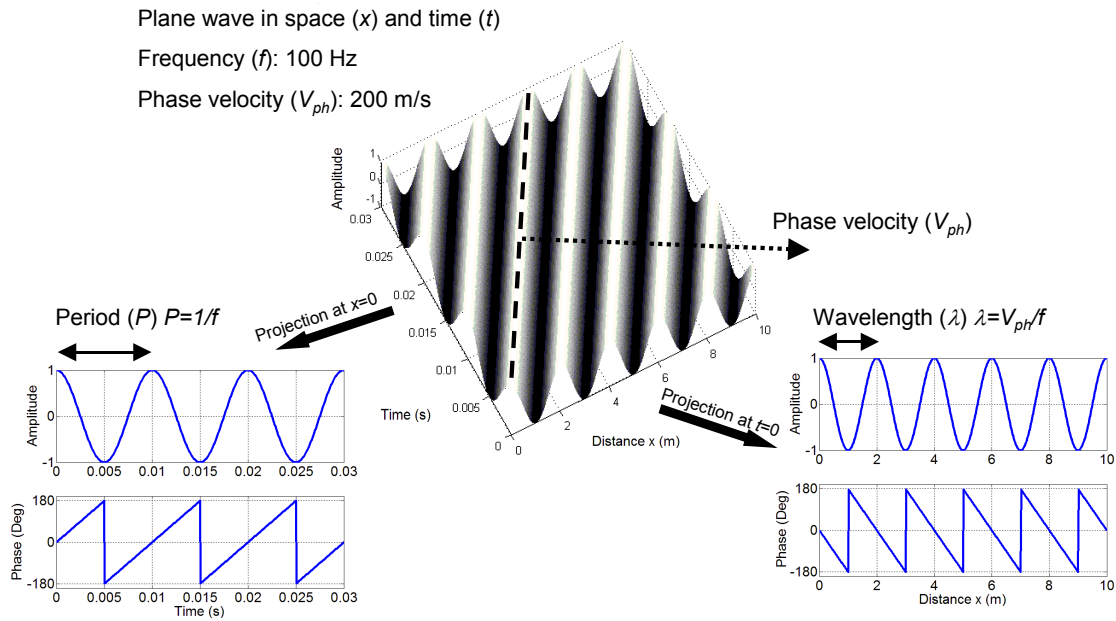 Plane wave in space (x) and time (t)
Frequency (f): 100 Hz
Phase velocity (Vph): 200 m/s
Amplitude
1
0
-1
0.03
0.025
0.02
0.015
0.01
0.005
0
Time (s)
0
2
4
6
8
10
Distance x (m)
Phase velocity (Vph)
Projection at x=0
Projection at t=0
Period (P) P=1/f
Amplitude
1
0
-1
0 0.005 0.01 0.015 0.02 0.025 0.03
Phase (Deg)
180
0
-180
0 0.005 0.01 0.015 0.02 0.025 0.03
Time (s)
Wavelength (λ) λ=Vph/f
Amplitude
1
0
-1
0 2 4 6 8 10
Phase (Deg)
180
0
-180
0 2 4 6 8 10
Distance x (m)